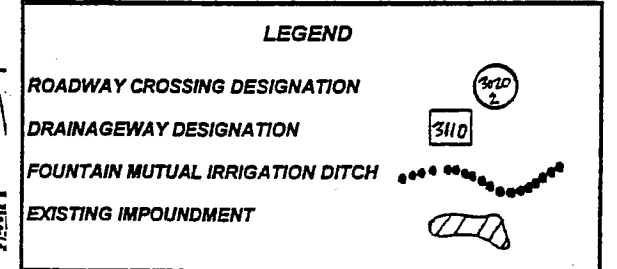 LEGEND
ROADWAY CROSSING DESIGNATION 3020
2
DRAINAGEWAY DESIGNATION 3110
FOUNTAIN MUTUAL IRRIGATION DITCH
EXISTING IMPOUNDMENT